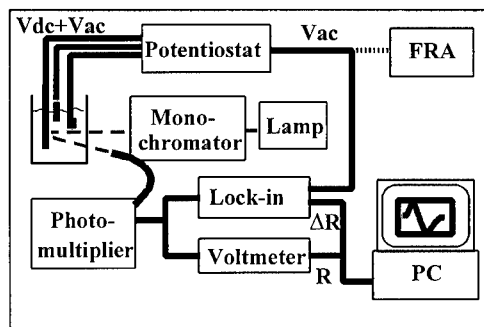 Vdc+Vac
Potentiostat
Vac
FRA
Mono-
chromator
Lamp
Photo-
multiplier
Lock-in
ΔR
Voltmeter
R
PC